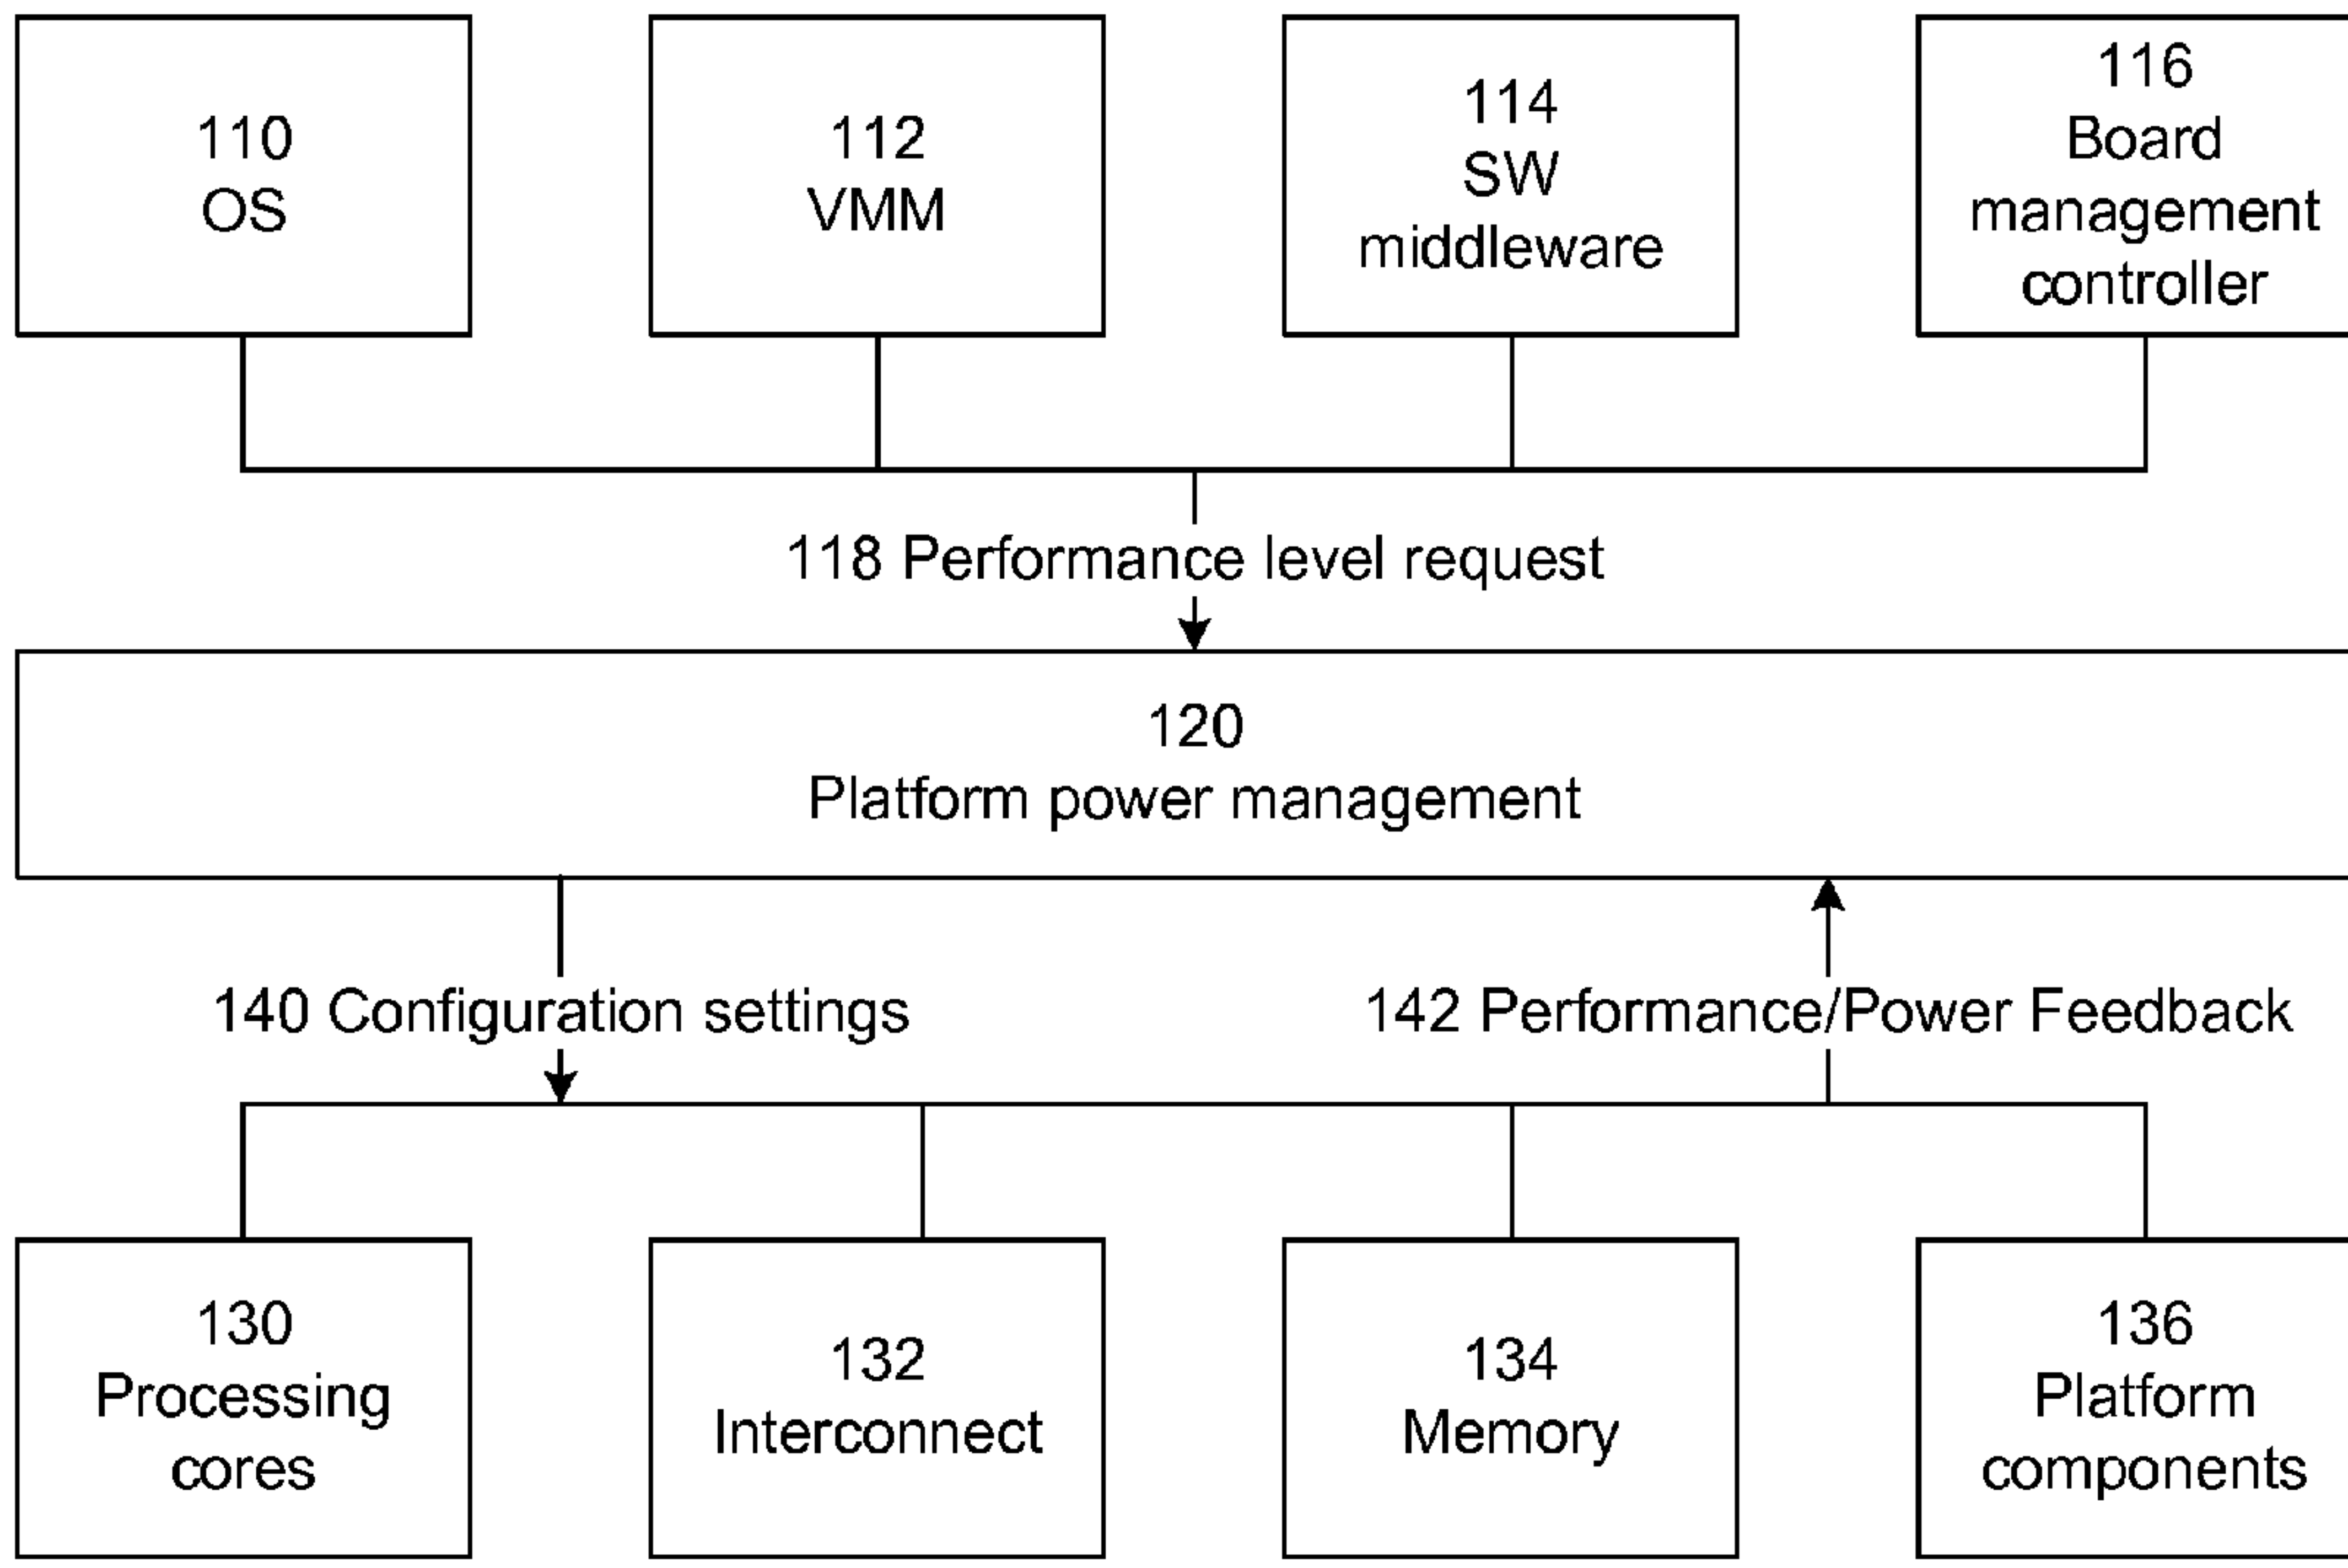 110
OS
112
VMM
114
SW
middleware
116
Board
management
controller
118 Performance level request
120
Platform power management
140 Configuration settings
142 Performance/Power Feedback
130
Processing
cores
132
Interconnect
134
Memory
136
Platform
components